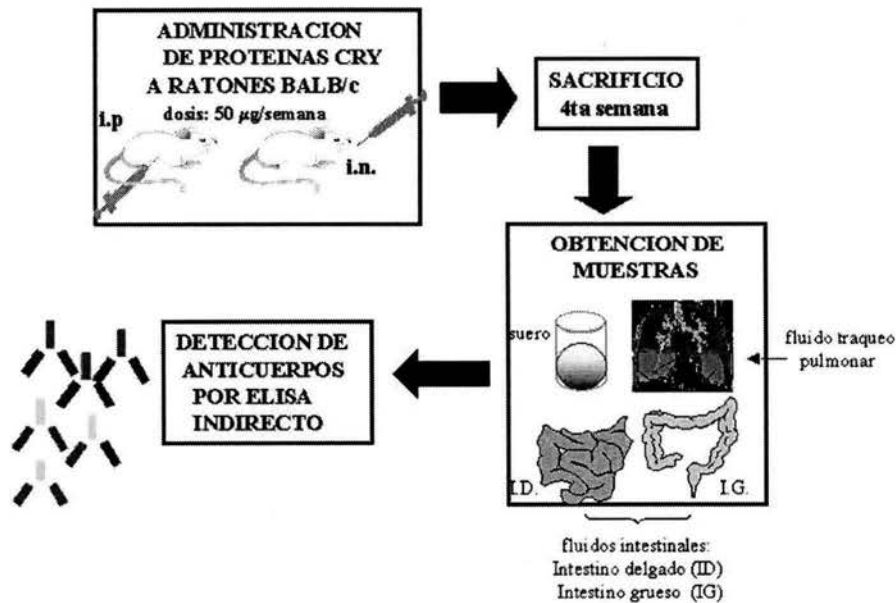 ADMINISTRACION
DE PROTEINAS CRY
A RATONES BALB/c
dosis: 50 µg/semana
i.p
i.n.
SACRIFICIO
4ta semana
OBTENCION DE
MUESTRAS
suero
fluido traqueo
pulmonar
I.D.
I.G.
fluidos intestinales:
Intestino delgado (ID)
Intestino grueso (IG)
DETECCION DE
ANTICUERPOS
POR ELISA
INDIRECTO